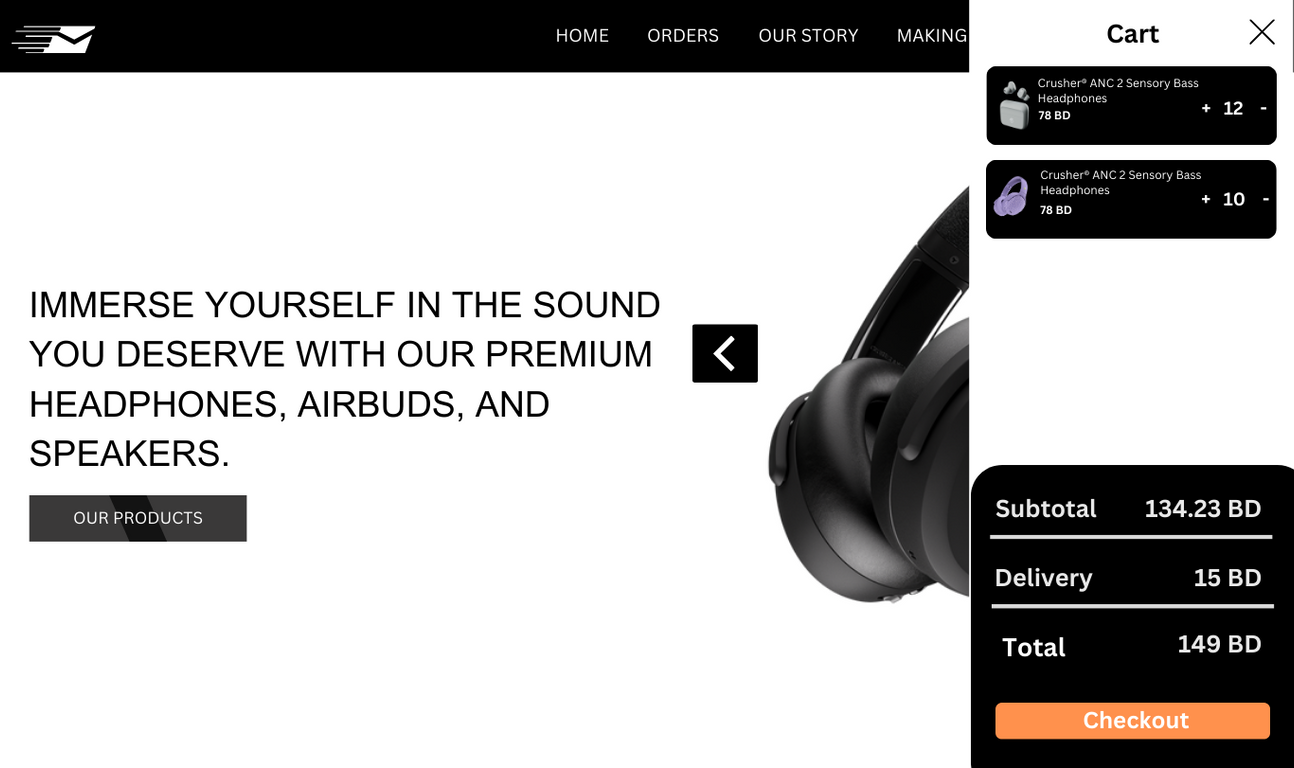 HOME ORDERS OUR STORY MAKING
IMMERSE YOURSELF IN THE SOUND
YOU DESERVE WITH OUR PREMIUM
HEADPHONES, AIRBUDS, AND
SPEAKERS.
OUR PRODUCTS
Cart
Crusher® ANC 2 Sensory Bass
Headphones
78 BD
+ 12 -
Crusher® ANC 2 Sensory Bass
Headphones
78 BD
+ 10 -
Subtotal 134.23 BD
Delivery 15 BD
Total 149 BD
Checkout